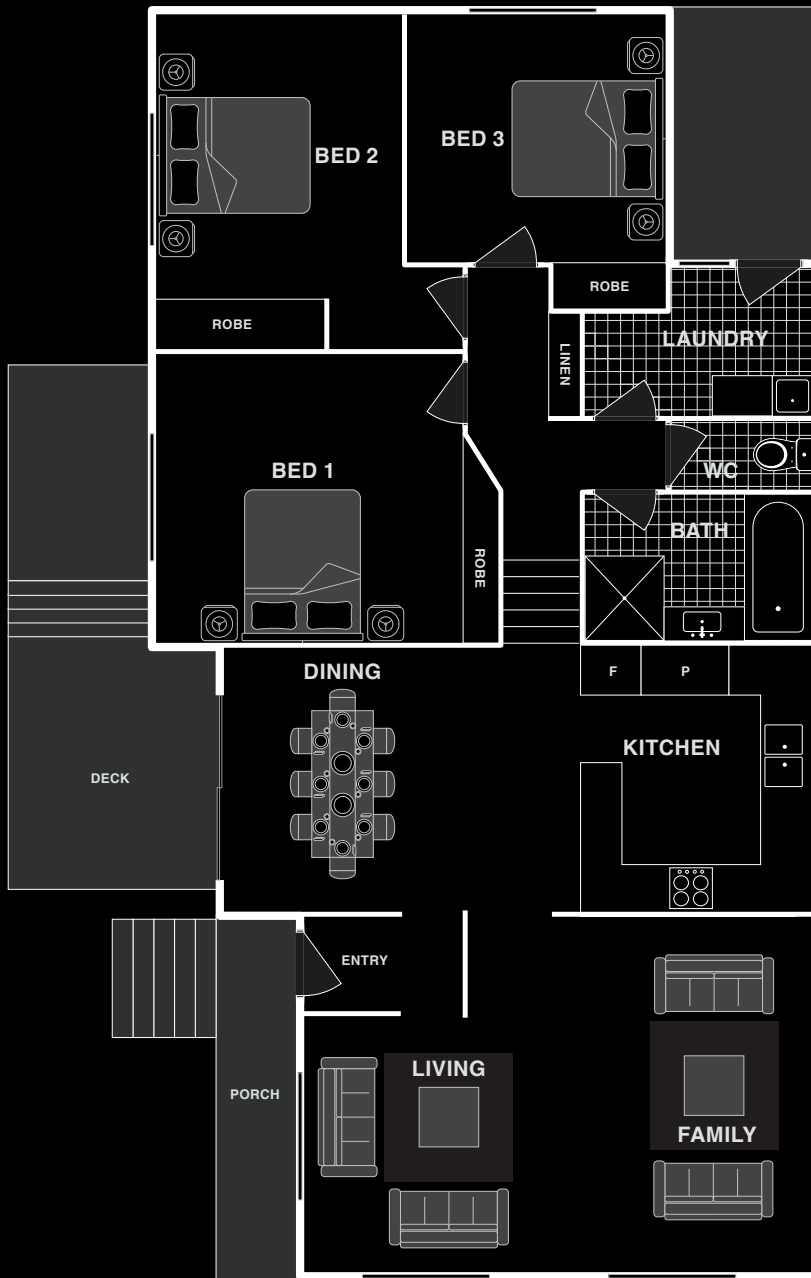 BED 2
BED 3
ROBE
ROBE
LINEN
LAUNDRY
BED 1
WC
BATH
ROBE
DINING
F
P
KITCHEN
DECK
ENTRY
LIVING
PORCH
FAMILY